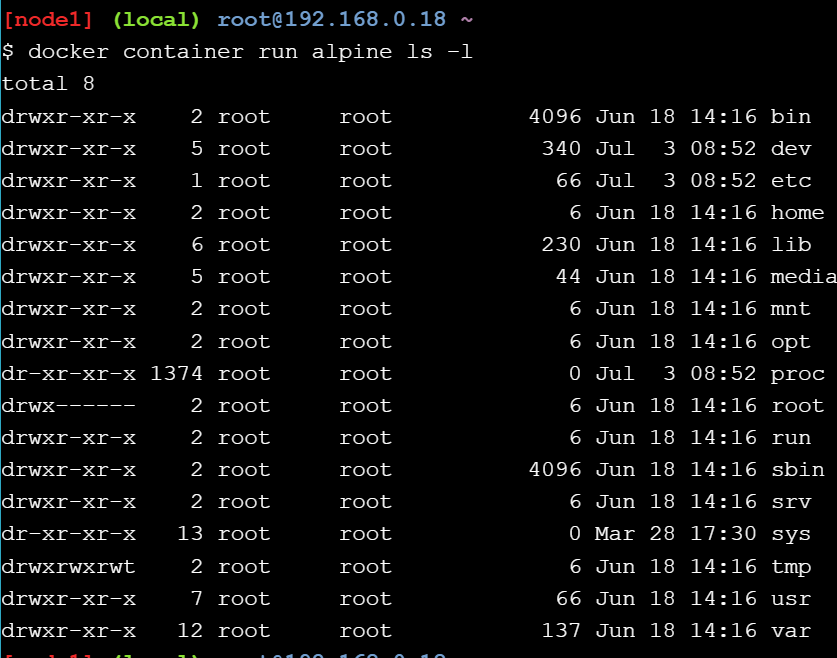 [node1] (local) root@192.168.0.18 ~
$ docker container run alpine ls -l
total 8
drwxr-xr-x    2 root     root          4096 Jun 18 14:16 bin
drwxr-xr-x    5 root     root           340 Jul  3 08:52 dev
drwxr-xr-x    1 root     root            66 Jul  3 08:52 etc
drwxr-xr-x    2 root     root             6 Jun 18 14:16 home
drwxr-xr-x    6 root     root           230 Jun 18 14:16 lib
drwxr-xr-x    5 root     root            44 Jun 18 14:16 media
drwxr-xr-x    2 root     root             6 Jun 18 14:16 mnt
drwxr-xr-x    2 root     root             6 Jun 18 14:16 opt
dr-xr-xr-x 1374 root     root             0 Jul  3 08:52 proc
drwx------    2 root     root             6 Jun 18 14:16 root
drwxr-xr-x    2 root     root             6 Jun 18 14:16 run
drwxr-xr-x    2 root     root          4096 Jun 18 14:16 sbin
drwxr-xr-x    2 root     root             6 Jun 18 14:16 srv
dr-xr-xr-x   13 root     root             0 Mar 28 17:30 sys
drwxrwxrwt    2 root     root             6 Jun 18 14:16 tmp
drwxr-xr-x    7 root     root            66 Jun 18 14:16 usr
drwxr-xr-x   12 root     root           137 Jun 18 14:16 var
[node1] (local) root@192.168.0.18